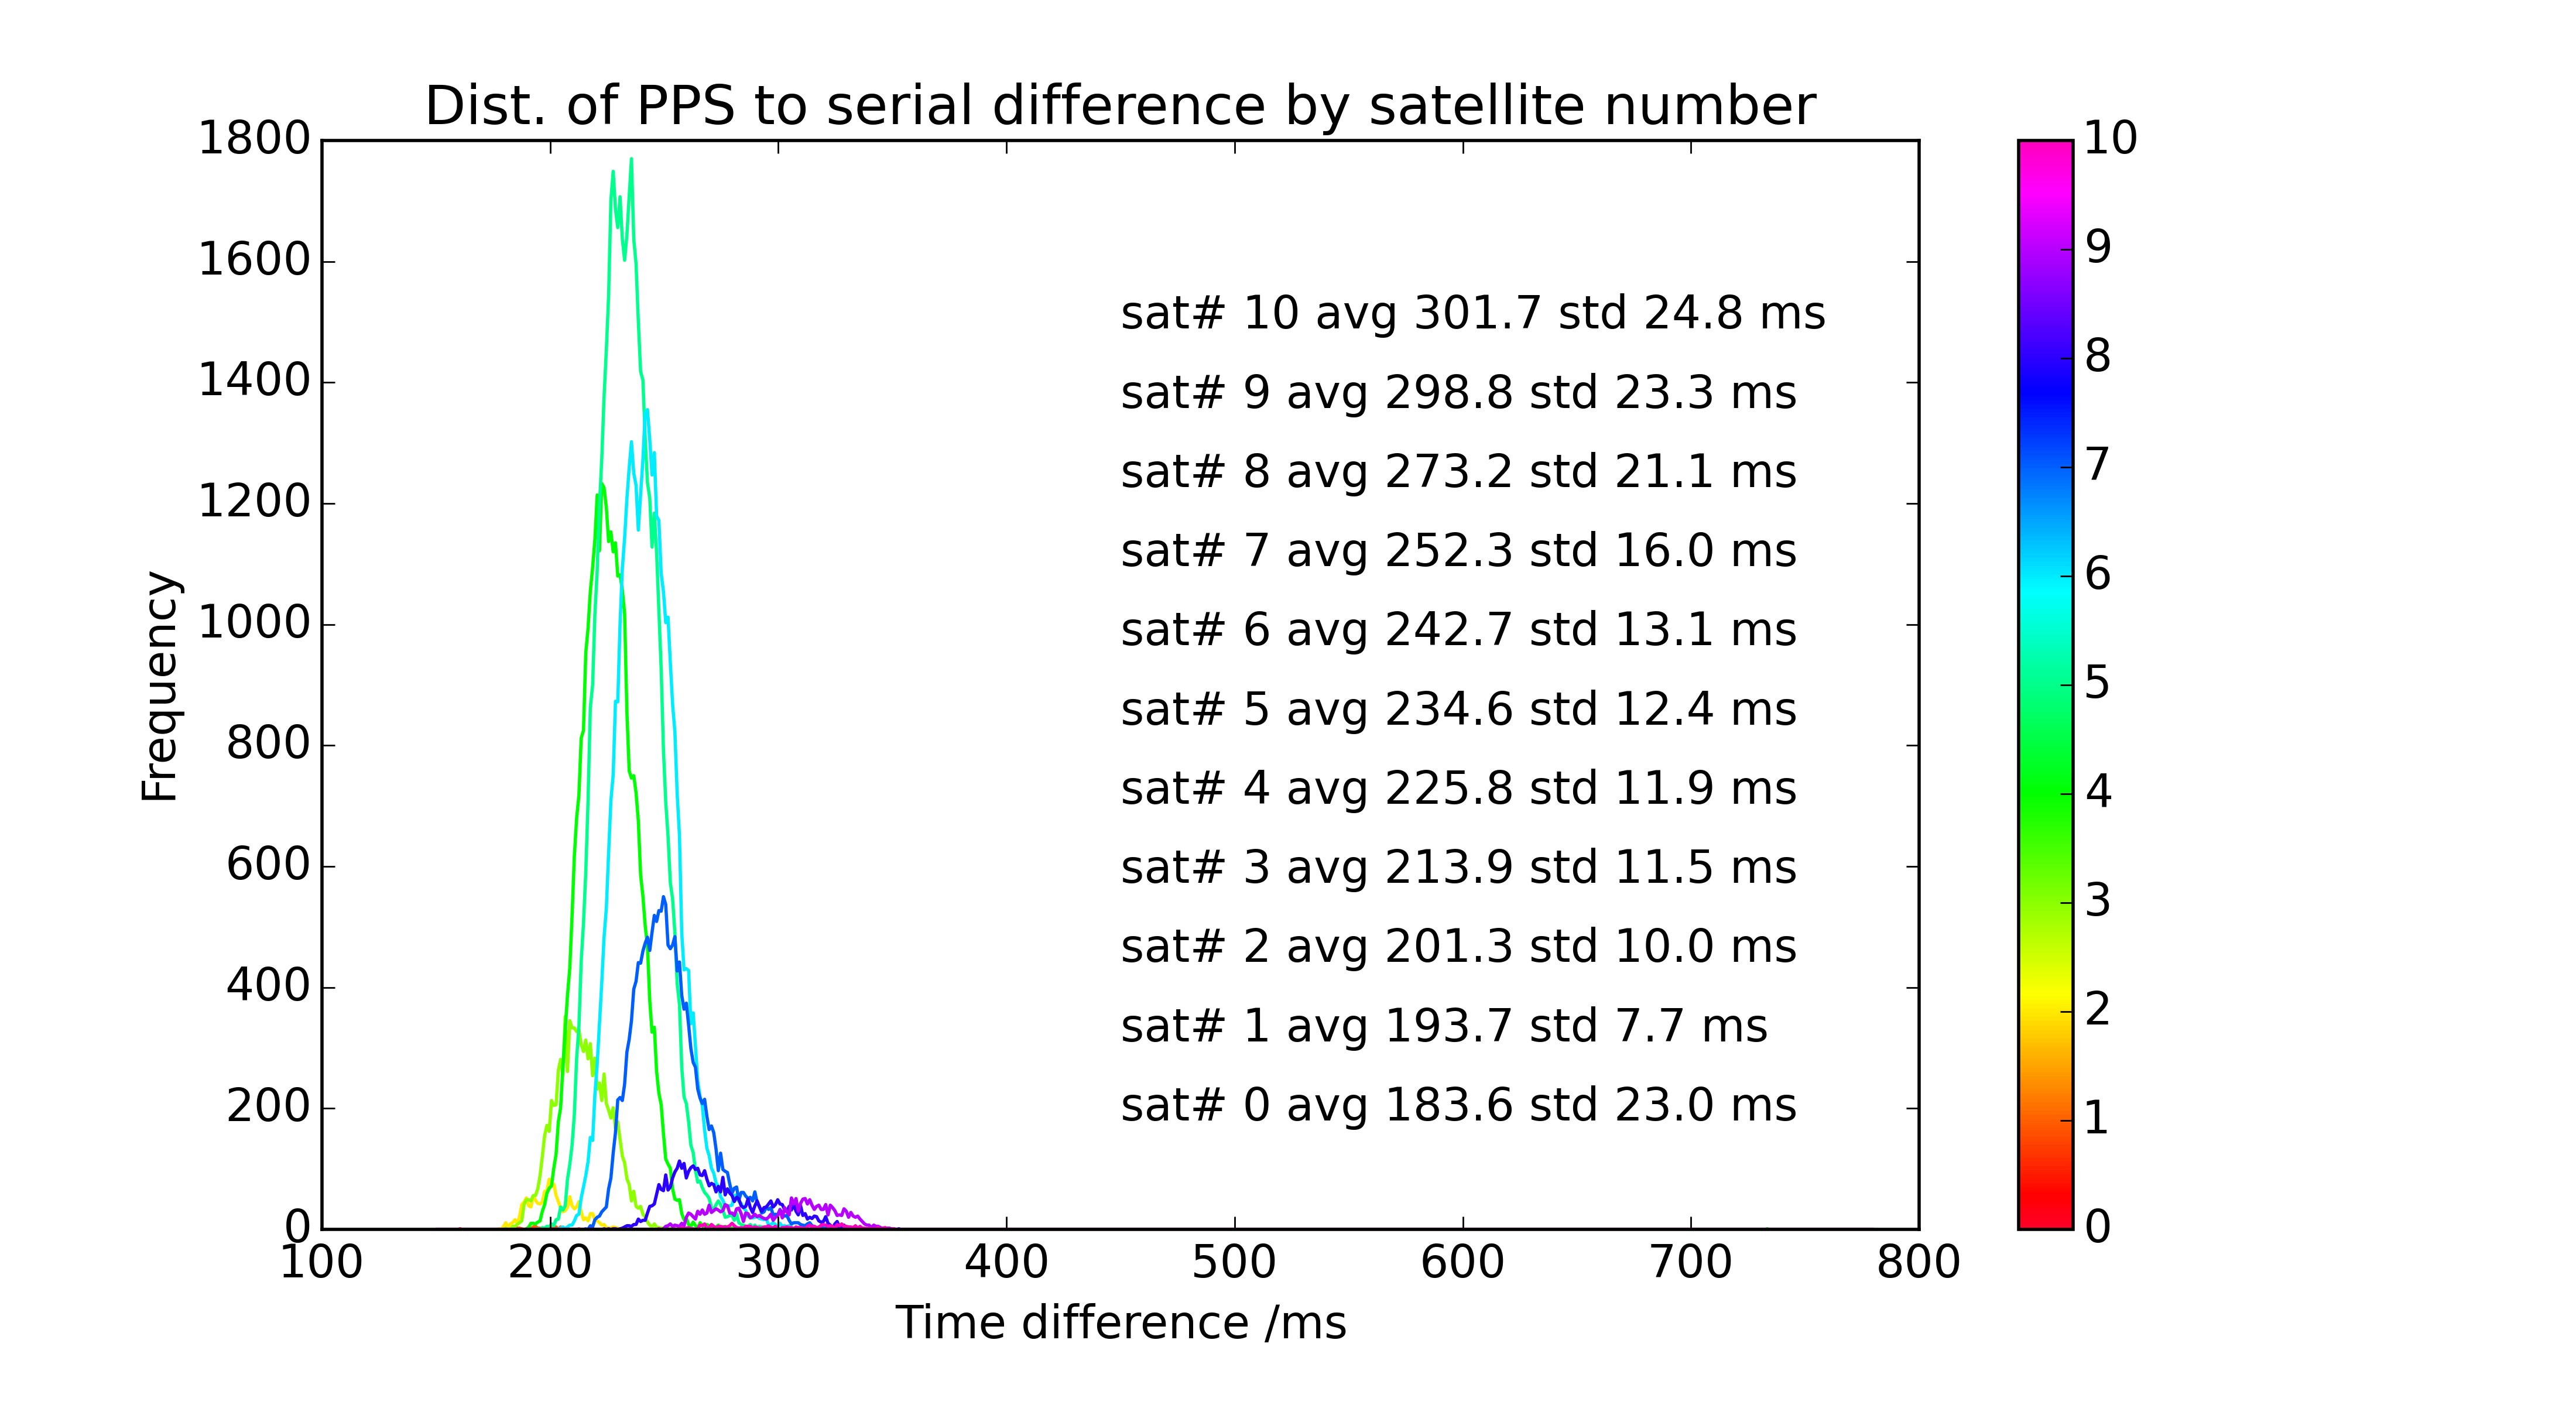 Dist. of PPS to serial difference by satellite number
1800
1600
1400
1200
1000
800
600
400
200
0
Frequency
sat# 10 avg 301.7 std 24.8 ms
sat# 9 avg 298.8 std 23.3 ms
sat# 8 avg 273.2 std 21.1 ms
sat# 7 avg 252.3 std 16.0 ms
sat# 6 avg 242.7 std 13.1 ms
sat# 5 avg 234.6 std 12.4 ms
sat# 4 avg 225.8 std 11.9 ms
sat# 3 avg 213.9 std 11.5 ms
sat# 2 avg 201.3 std 10.0 ms
sat# 1 avg 193.7 std 7.7 ms
sat# 0 avg 183.6 std 23.0 ms
100 200 300 400 500 600 700 800
Time difference /ms
10
9
8
7
6
5
4
3
2
1
0